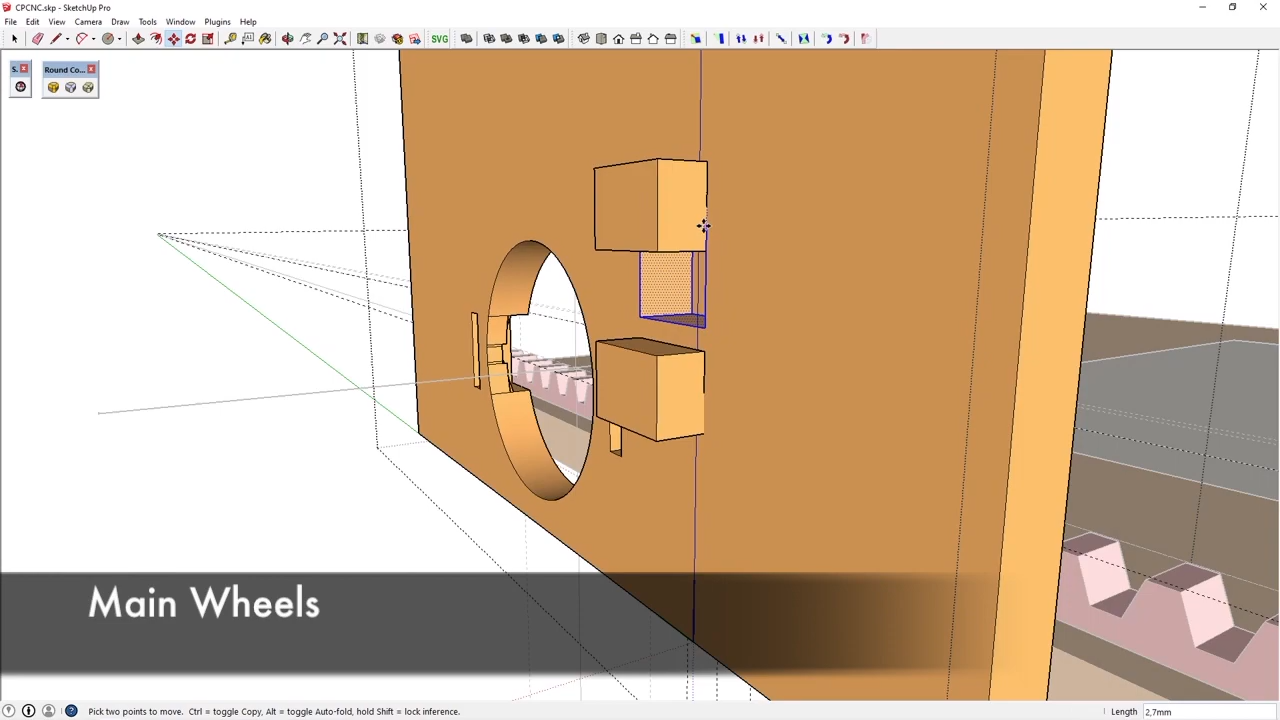 CPCNC.skp - SketchUp Pro
File Edit View Camera Draw Tools Window Plugins Help
SVG
S..
Round Co...
Main Wheels
Pick two points to move. Ctrl = toggle Copy, Alt = toggle Auto-fold, hold Shift = lock inference.
Length 2,7mm